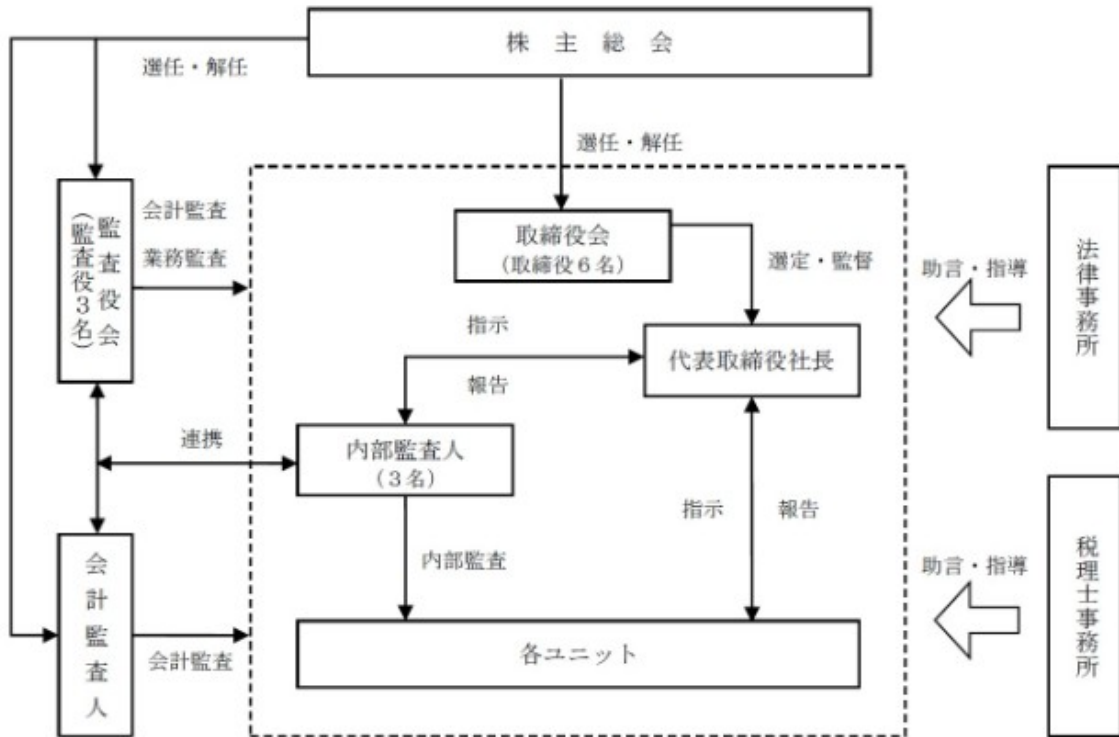 株主総会
選任・解任
選任・解任
監査役会
(監査役3名)
会計監査
業務監査
取締役会
(取締役6名)
選定・監督
助言・指導
法律事務所
指示
代表取締役社長
報告
連携
内部監査人
(3名)
指示
報告
内部監査
会計監査人
会計監査
各ユニット
助言・指導
税理士事務所